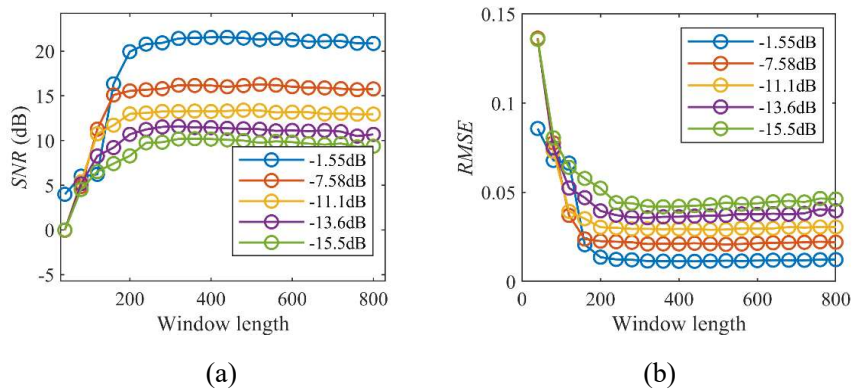 20
15
10
5
0
-5
SNR (dB)
-1.55dB
-7.58dB
-11.1dB
-13.6dB
-15.5dB
200
400
600
800
Window length
(a)
0.15
0.1
0.05
0
RMSE
-1.55dB
-7.58dB
-11.1dB
-13.6dB
-15.5dB
0
200
400
600
800
Window length
(b)